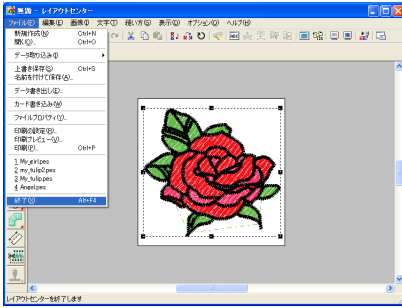 無題 - レイアウトセンター
ファイル(F) 編集(E) 画像(I) 文字(T) 縫い方(S) 表示(D) オプション(O) ヘルプ(H)
新規作成(N) Ctrl+N
開く(O)... Ctrl+O
データ取り込み(I)
上書き保存(S) Ctrl+S
名前を付けて保存(A)...
データ書き出し(E)...
カード書き込み(W)
ファイルプロパティ(V)...
印刷の設定(R)...
印刷プレビュー(V)...
印刷(P)... Ctrl+P
1 My_girl.pes
2 my_tulip2.pes
3 My_tulip.pes
4 Angel.pes
終了(X) Alt+F4
レイアウトセンターを終了します